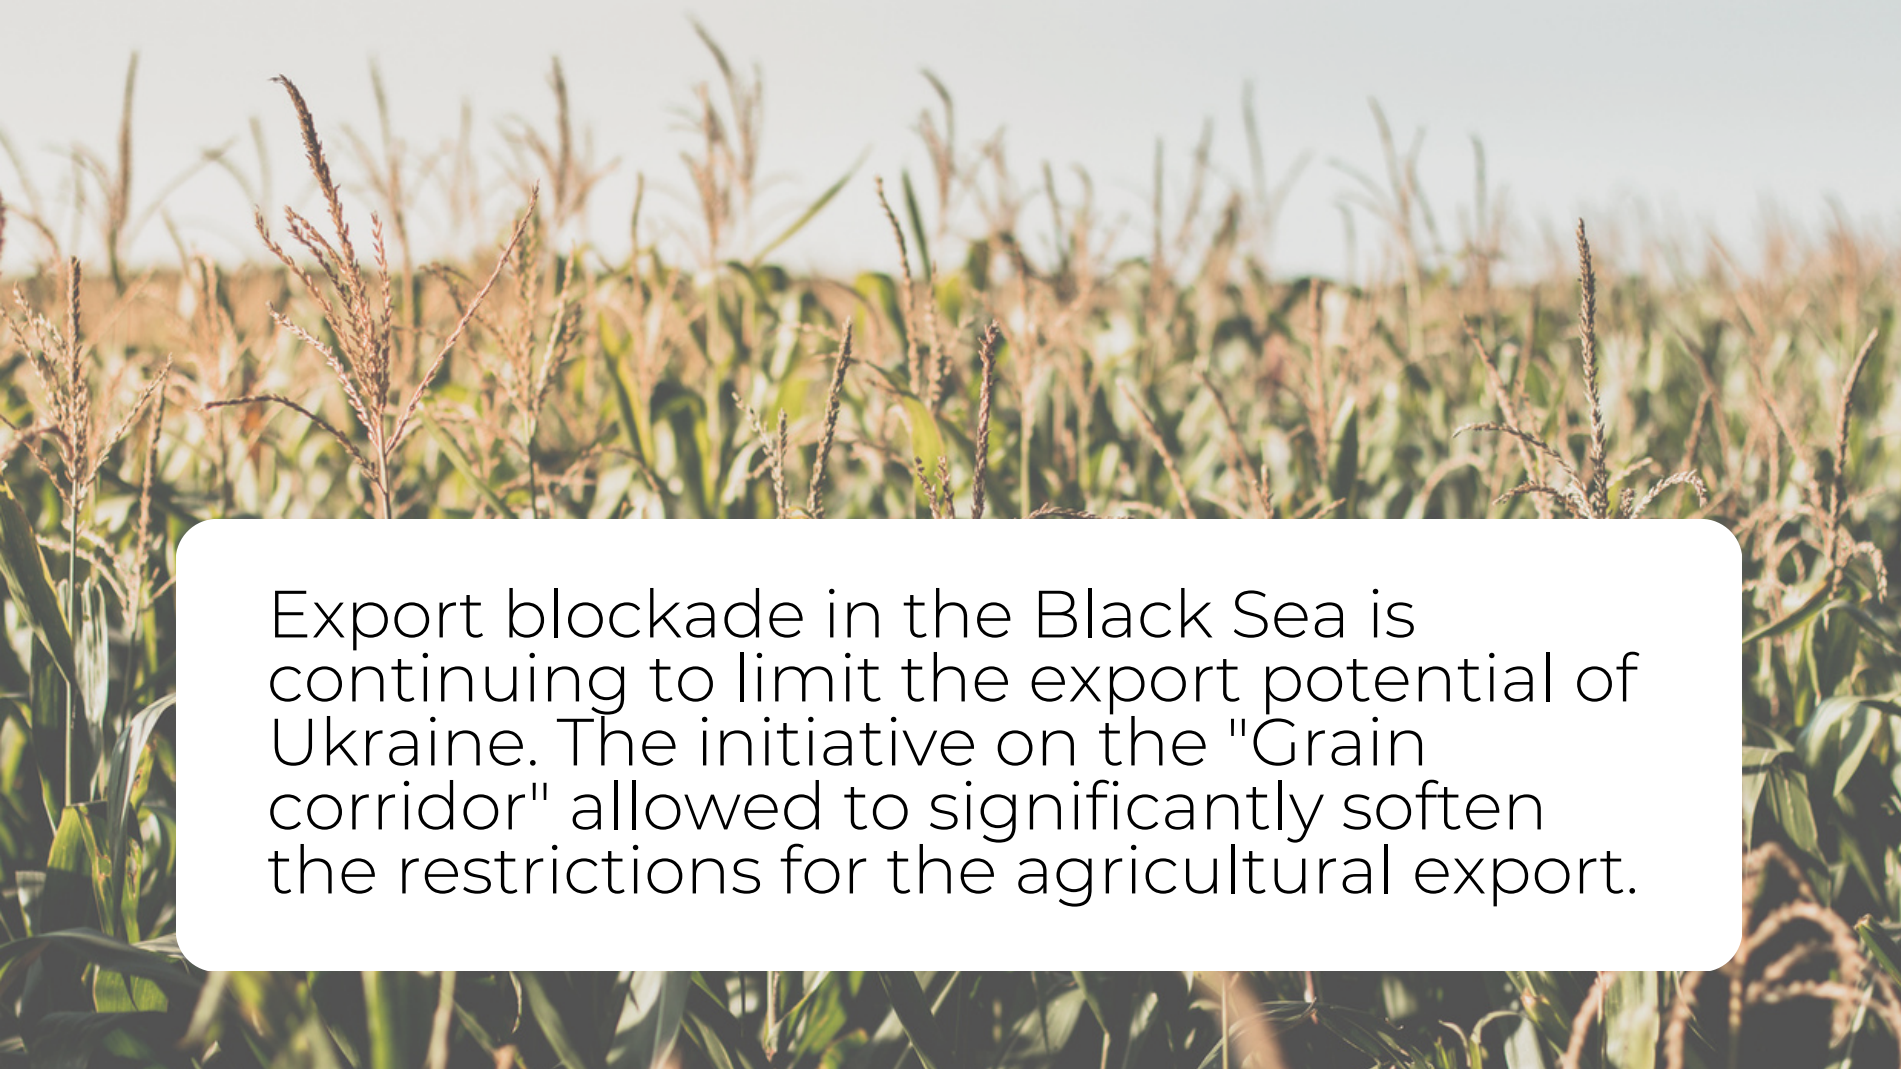 Export blockade in the Black Sea is
continuing to limit the export potential of
Ukraine. The initiative on the "Grain
corridor" allowed to significantly soften
the restrictions for the agricultural export.